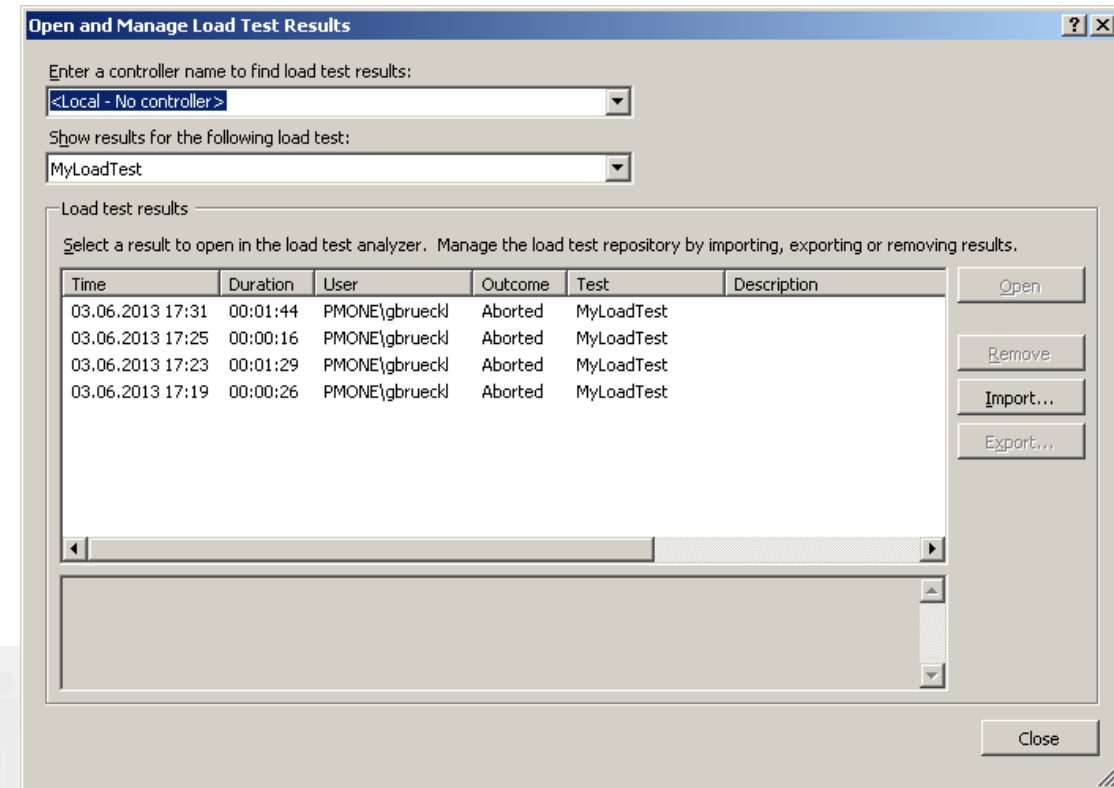 Open and Manage Load Test Results
Enter a controller name to find load test results:
<Local - No controller>
Show results for the following load test:
MyLoadTest
Load test results
Select a result to open in the load test analyzer. Manage the load test repository by importing, exporting or removing results.
Time Duration User Outcome Test Description
03.06.2013 17:31 00:01:44 PMONE\gbrueckl Aborted MyLoadTest
03.06.2013 17:25 00:00:16 PMONE\gbrueckl Aborted MyLoadTest
03.06.2013 17:23 00:01:29 PMONE\gbrueckl Aborted MyLoadTest
03.06.2013 17:19 00:00:26 PMONE\gbrueckl Aborted MyLoadTest
Open
Remove
Import...
Export...
Close